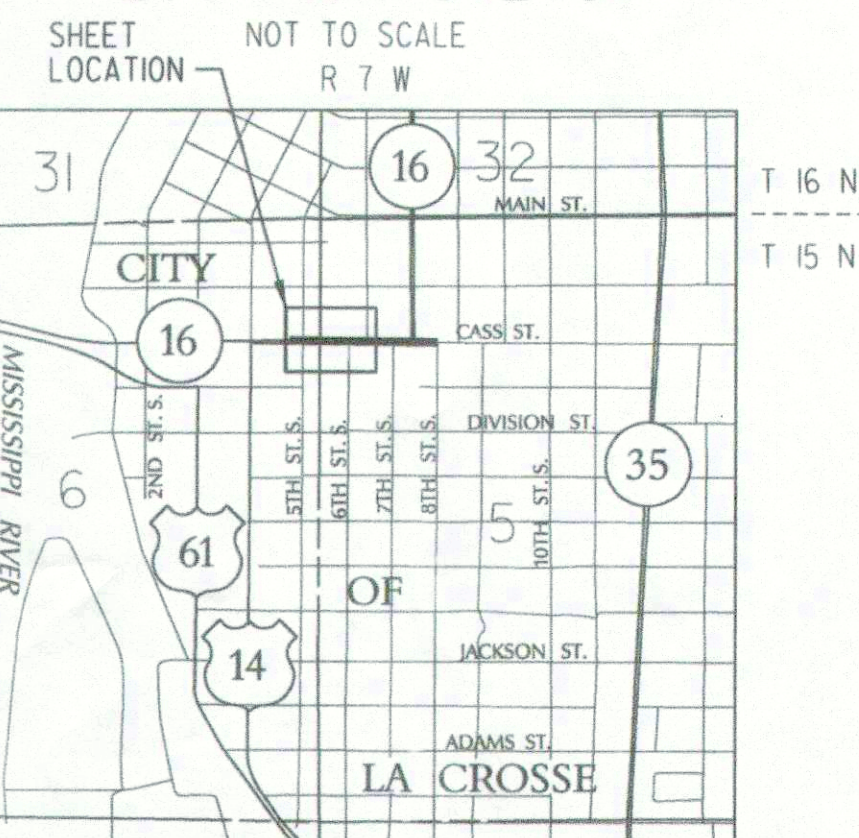 SHEET NOT TO SCALE
LOCATION R 7 W
31
16
32
T 16 N
MAIN ST.
T 15 N
CITY
16
CASS ST.
MISSISSIPPI RIVER
2ND ST. S.
5TH ST. S.
6TH ST. S.
7TH ST. S.
8TH ST. S.
DIVISION ST.
35
6
5
10TH ST. S.
61
OF
14
JACKSON ST.
ADAMS ST.
LA CROSSE